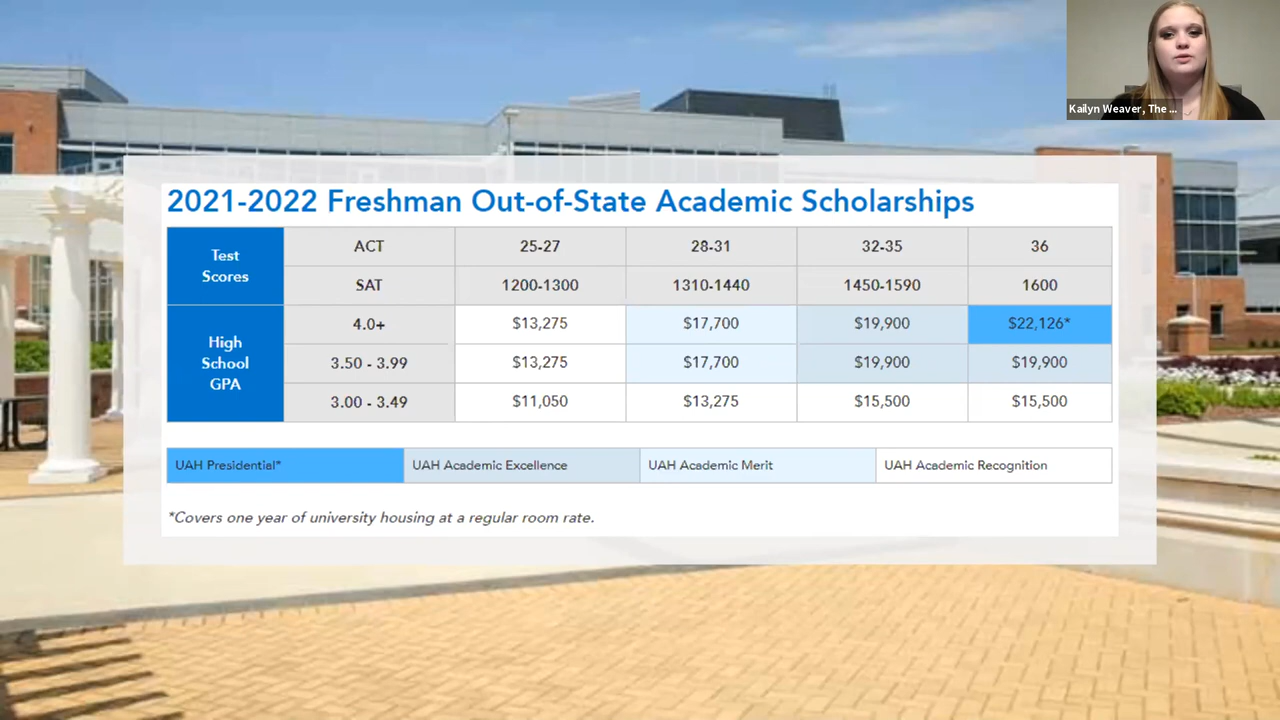 Kailyn Weaver, The ...
2021-2022 Freshman Out-of-State Academic Scholarships
Test Scores ACT 25-27 28-31 32-35 36
SAT 1200-1300 1310-1440 1450-1590 1600
High School GPA 4.0+ $13,275 $17,700 $19,900 $22,126*
3.50 - 3.99 $13,275 $17,700 $19,900 $19,900
3.00 - 3.49 $11,050 $13,275 $15,500 $15,500
UAH Presidential* UAH Academic Excellence UAH Academic Merit UAH Academic Recognition
*Covers one year of university housing at a regular room rate.